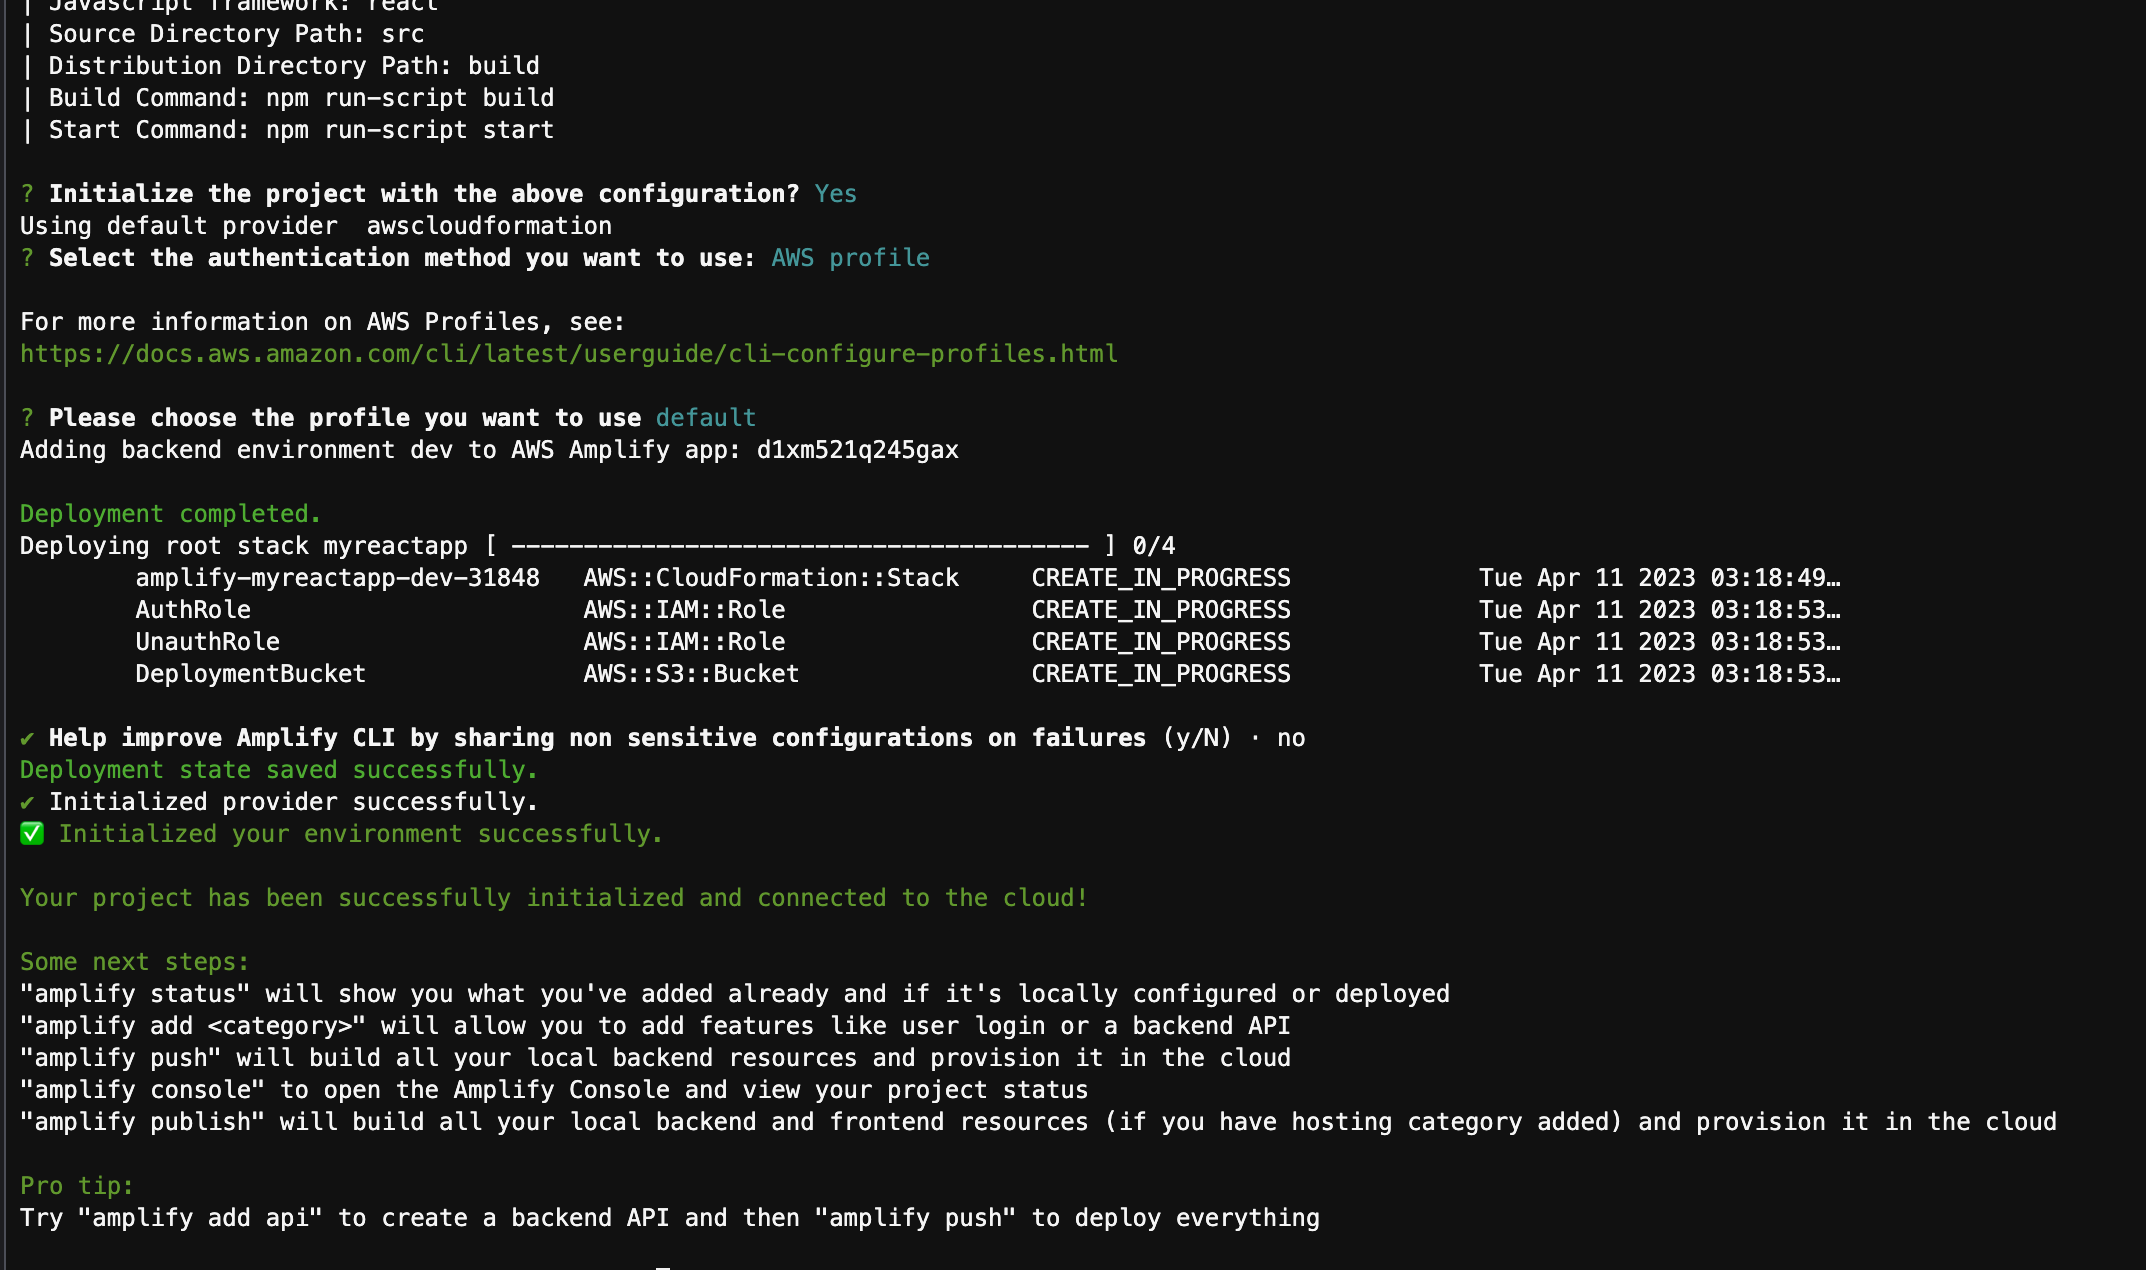 | Javascript framework: react
| Source Directory Path: src
| Distribution Directory Path: build
| Build Command: npm run-script build
| Start Command: npm run-script start
? Initialize the project with the above configuration? Yes
Using default provider  awscloudformation
? Select the authentication method you want to use: AWS profile
For more information on AWS Profiles, see:
https://docs.aws.amazon.com/cli/latest/userguide/cli-configure-profiles.html
? Please choose the profile you want to use default
Adding backend environment dev to AWS Amplify app: d1xm521q245gax
Deployment completed.
Deploying root stack myreactapp [ ---------------------------------------- ] 0/4
amplify-myreactapp-dev-31848   AWS::CloudFormation::Stack     CREATE_IN_PROGRESS             Tue Apr 11 2023 03:18:49…
AuthRole                       AWS::IAM::Role                 CREATE_IN_PROGRESS             Tue Apr 11 2023 03:18:53…
UnauthRole                     AWS::IAM::Role                 CREATE_IN_PROGRESS             Tue Apr 11 2023 03:18:53…
DeploymentBucket               AWS::S3::Bucket                CREATE_IN_PROGRESS             Tue Apr 11 2023 03:18:53…
✔ Help improve Amplify CLI by sharing non sensitive configurations on failures (y/N) · no
Deployment state saved successfully.
✔ Initialized provider successfully.
✅ Initialized your environment successfully.
Your project has been successfully initialized and connected to the cloud!
Some next steps:
"amplify status" will show you what you've added already and if it's locally configured or deployed
"amplify add <category>" will allow you to add features like user login or a backend API
"amplify push" will build all your local backend resources and provision it in the cloud
"amplify console" to open the Amplify Console and view your project status
"amplify publish" will build all your local backend and frontend resources (if you have hosting category added) and provision it in the cloud
Pro tip:
Try "amplify add api" to create a backend API and then "amplify push" to deploy everything